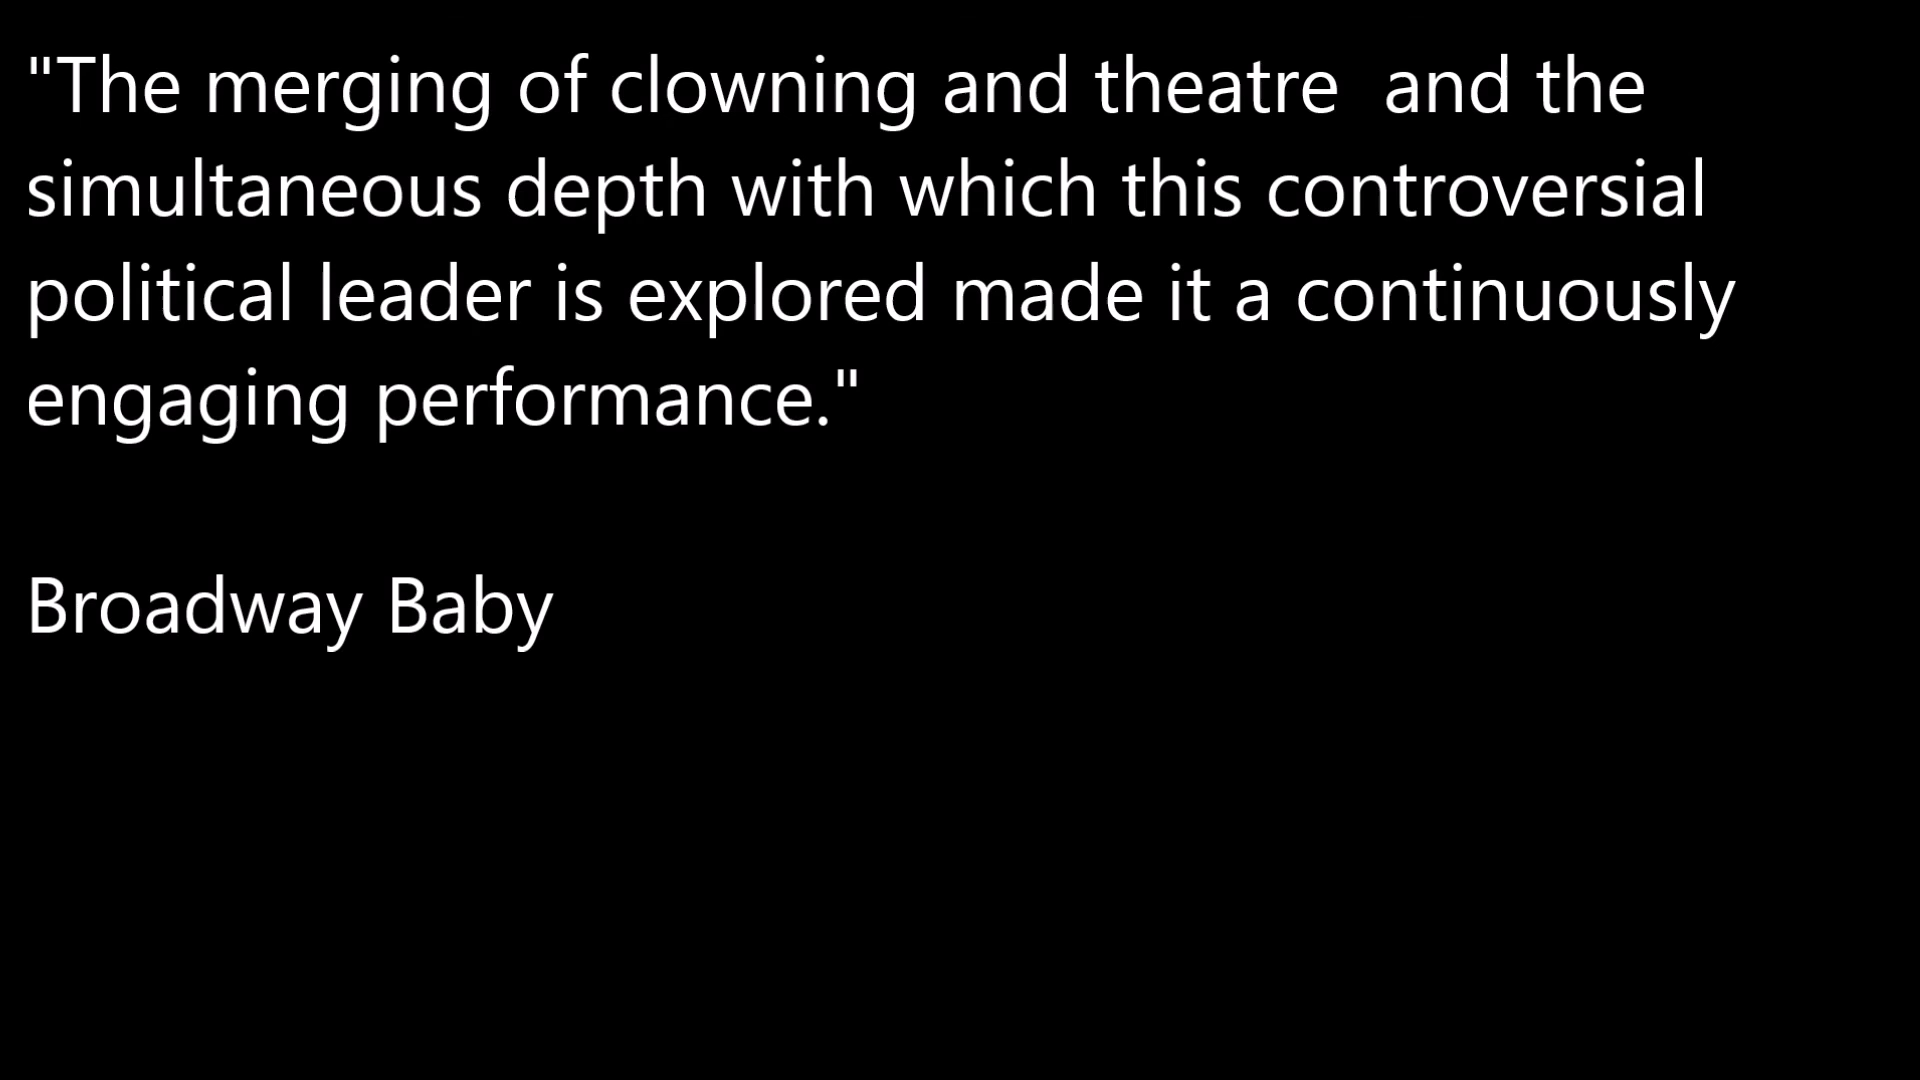 "The merging of clowning and theatre  and the
simultaneous depth with which this controversial
political leader is explored made it a continuously
engaging performance."
Broadway Baby